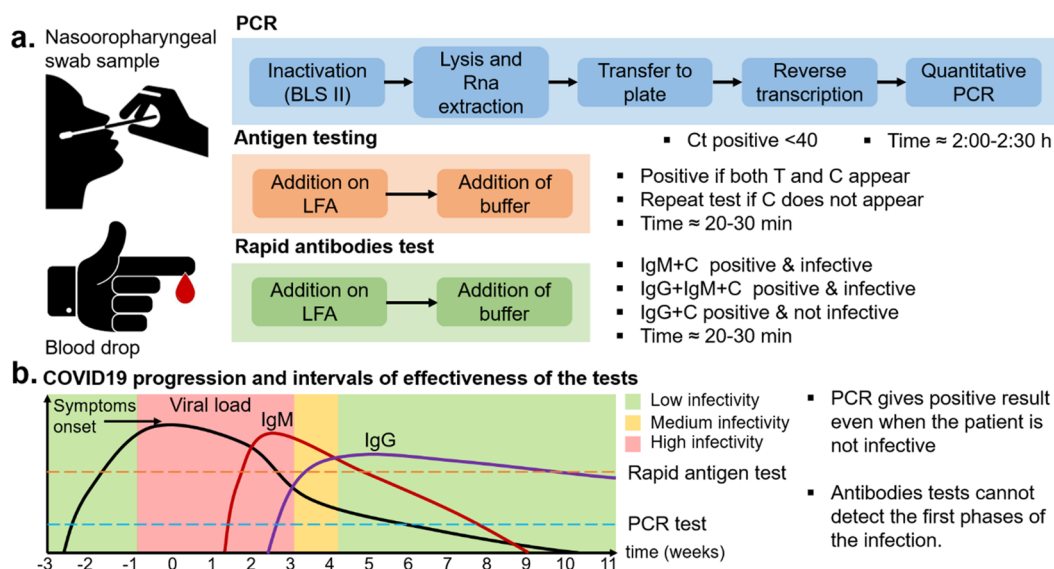 a.
Nasooropharyngeal
swab sample
PCR
Inactivation
(BLS II)
Lysis and
Rna
extraction
Transfer to
plate
Reverse
transcription
Quantitative
PCR
▪ Ct positive <40
▪ Time ≈ 2:00-2:30 h
Antigen testing
Addition on
LFA
Addition of
buffer
▪ Positive if both T and C appear
▪ Repeat test if C does not appear
▪ Time ≈ 20-30 min
Rapid antibodies test
Blood drop
Addition on
LFA
Addition of
buffer
▪ IgM+C positive & infective
▪ IgG+IgM+C positive & infective
▪ IgG+C positive & not infective
▪ Time ≈ 20-30 min
b.
COVID19 progression and intervals of effectiveness of the tests
Symptoms
onset
Viral load
IgM
IgG
Low infectivity
Medium infectivity
High infectivity
Rapid antigen test
PCR test
time (weeks)
-3 -2 -1 0 1 2 3 4 5 6 7 8 9 10 11
▪ PCR gives positive result
even when the patient is
not infective
▪ Antibodies tests cannot
detect the first phases of
the infection.